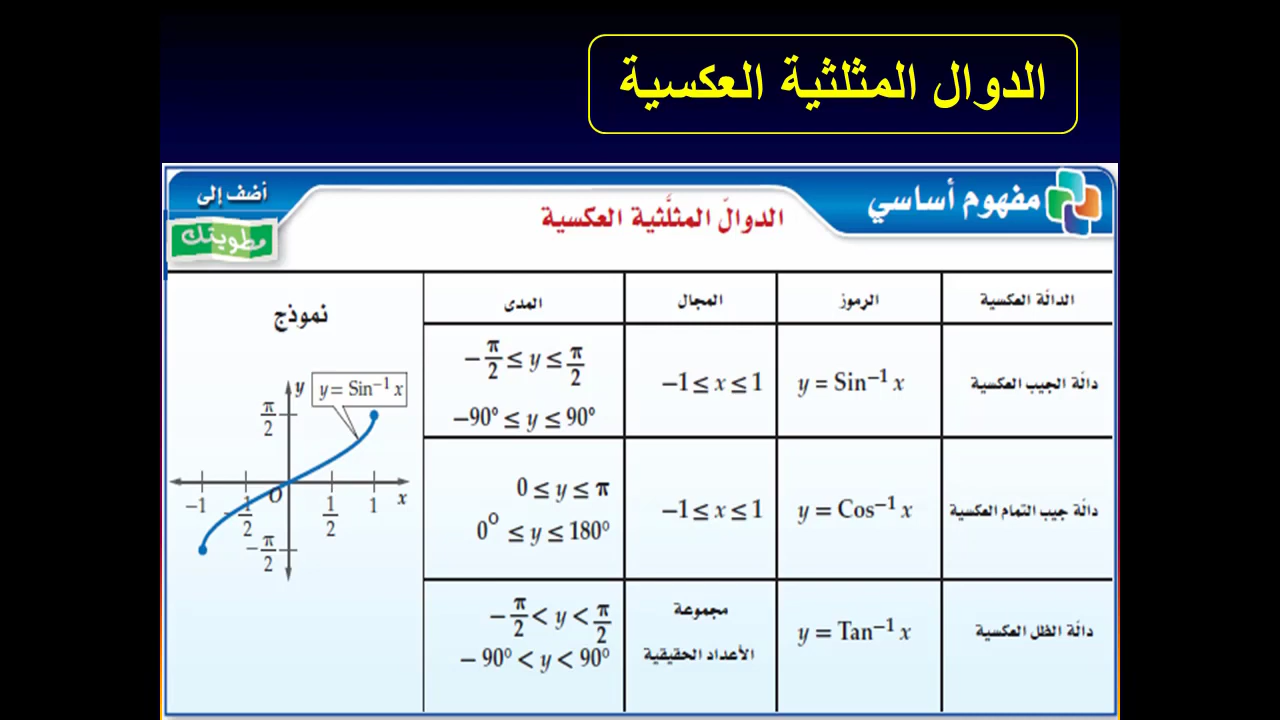 الدوال المثلثية العكسية
مفهوم أساسي
أضف إلى
مطويتك
الدوالّ المثلَّثية العكسية
الدالّة العكسية الرموز المجال المدى نموذج
دالّة الجيب العكسية y = Sin⁻¹ x −1 ≤ x ≤ 1 −π/2 ≤ y ≤ π/2
−90° ≤ y ≤ 90°
دالّة جيب التمام العكسية y = Cos⁻¹ x −1 ≤ x ≤ 1 0 ≤ y ≤ π
0° ≤ y ≤ 180°
دالّة الظل العكسية y = Tan⁻¹ x مجموعة
الأعداد الحقيقية
−π/2 < y < π/2
−90° < y < 90°
y
y = Sin⁻¹ x
π/2
−1 −1/2 O 1/2 1 x
−π/2